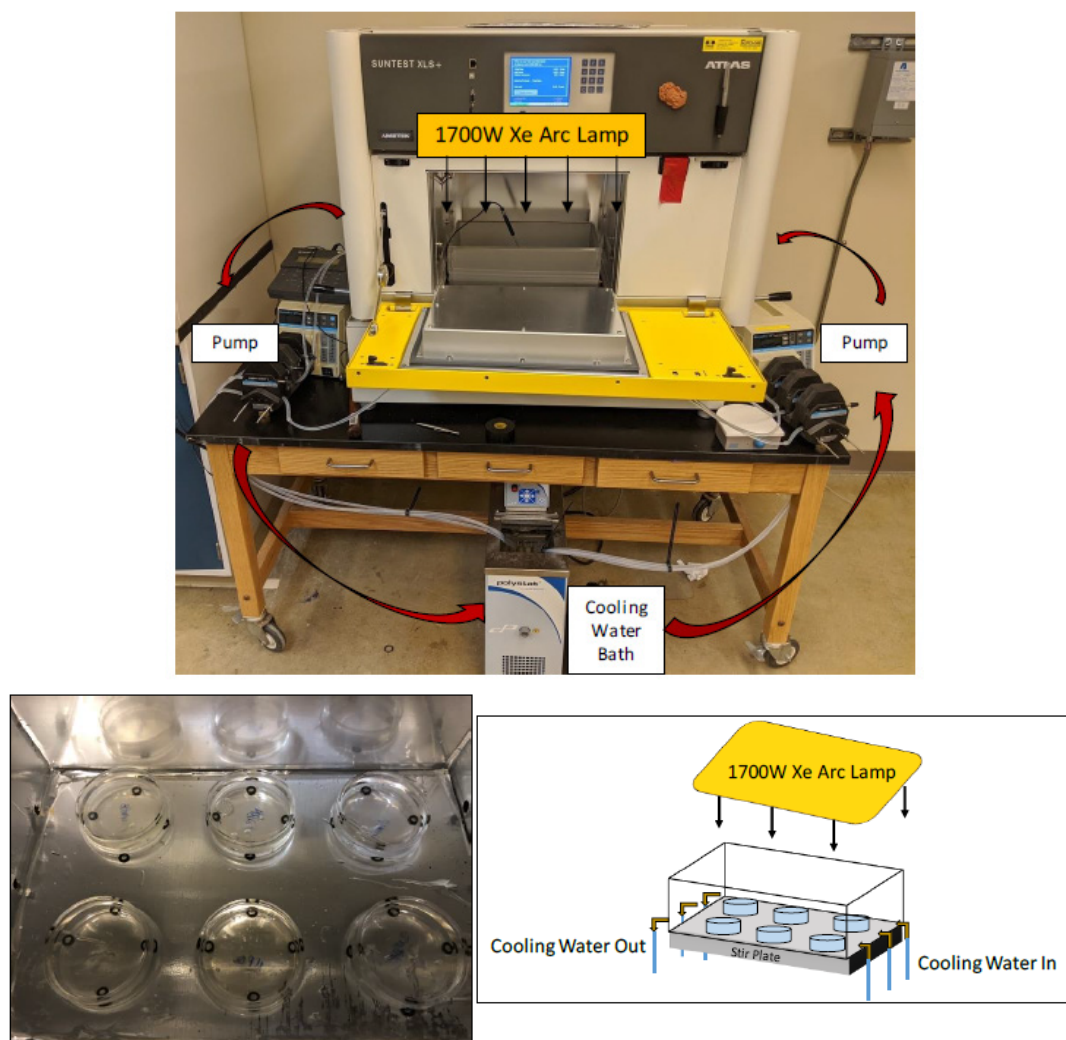 SUNTEST XLS+
ATLAS
AMETEK
1700W Xe Arc Lamp
Pump
Pump
Cooling
Water
Bath
1700W Xe Arc Lamp
Cooling Water Out
Stir Plate
Cooling Water In